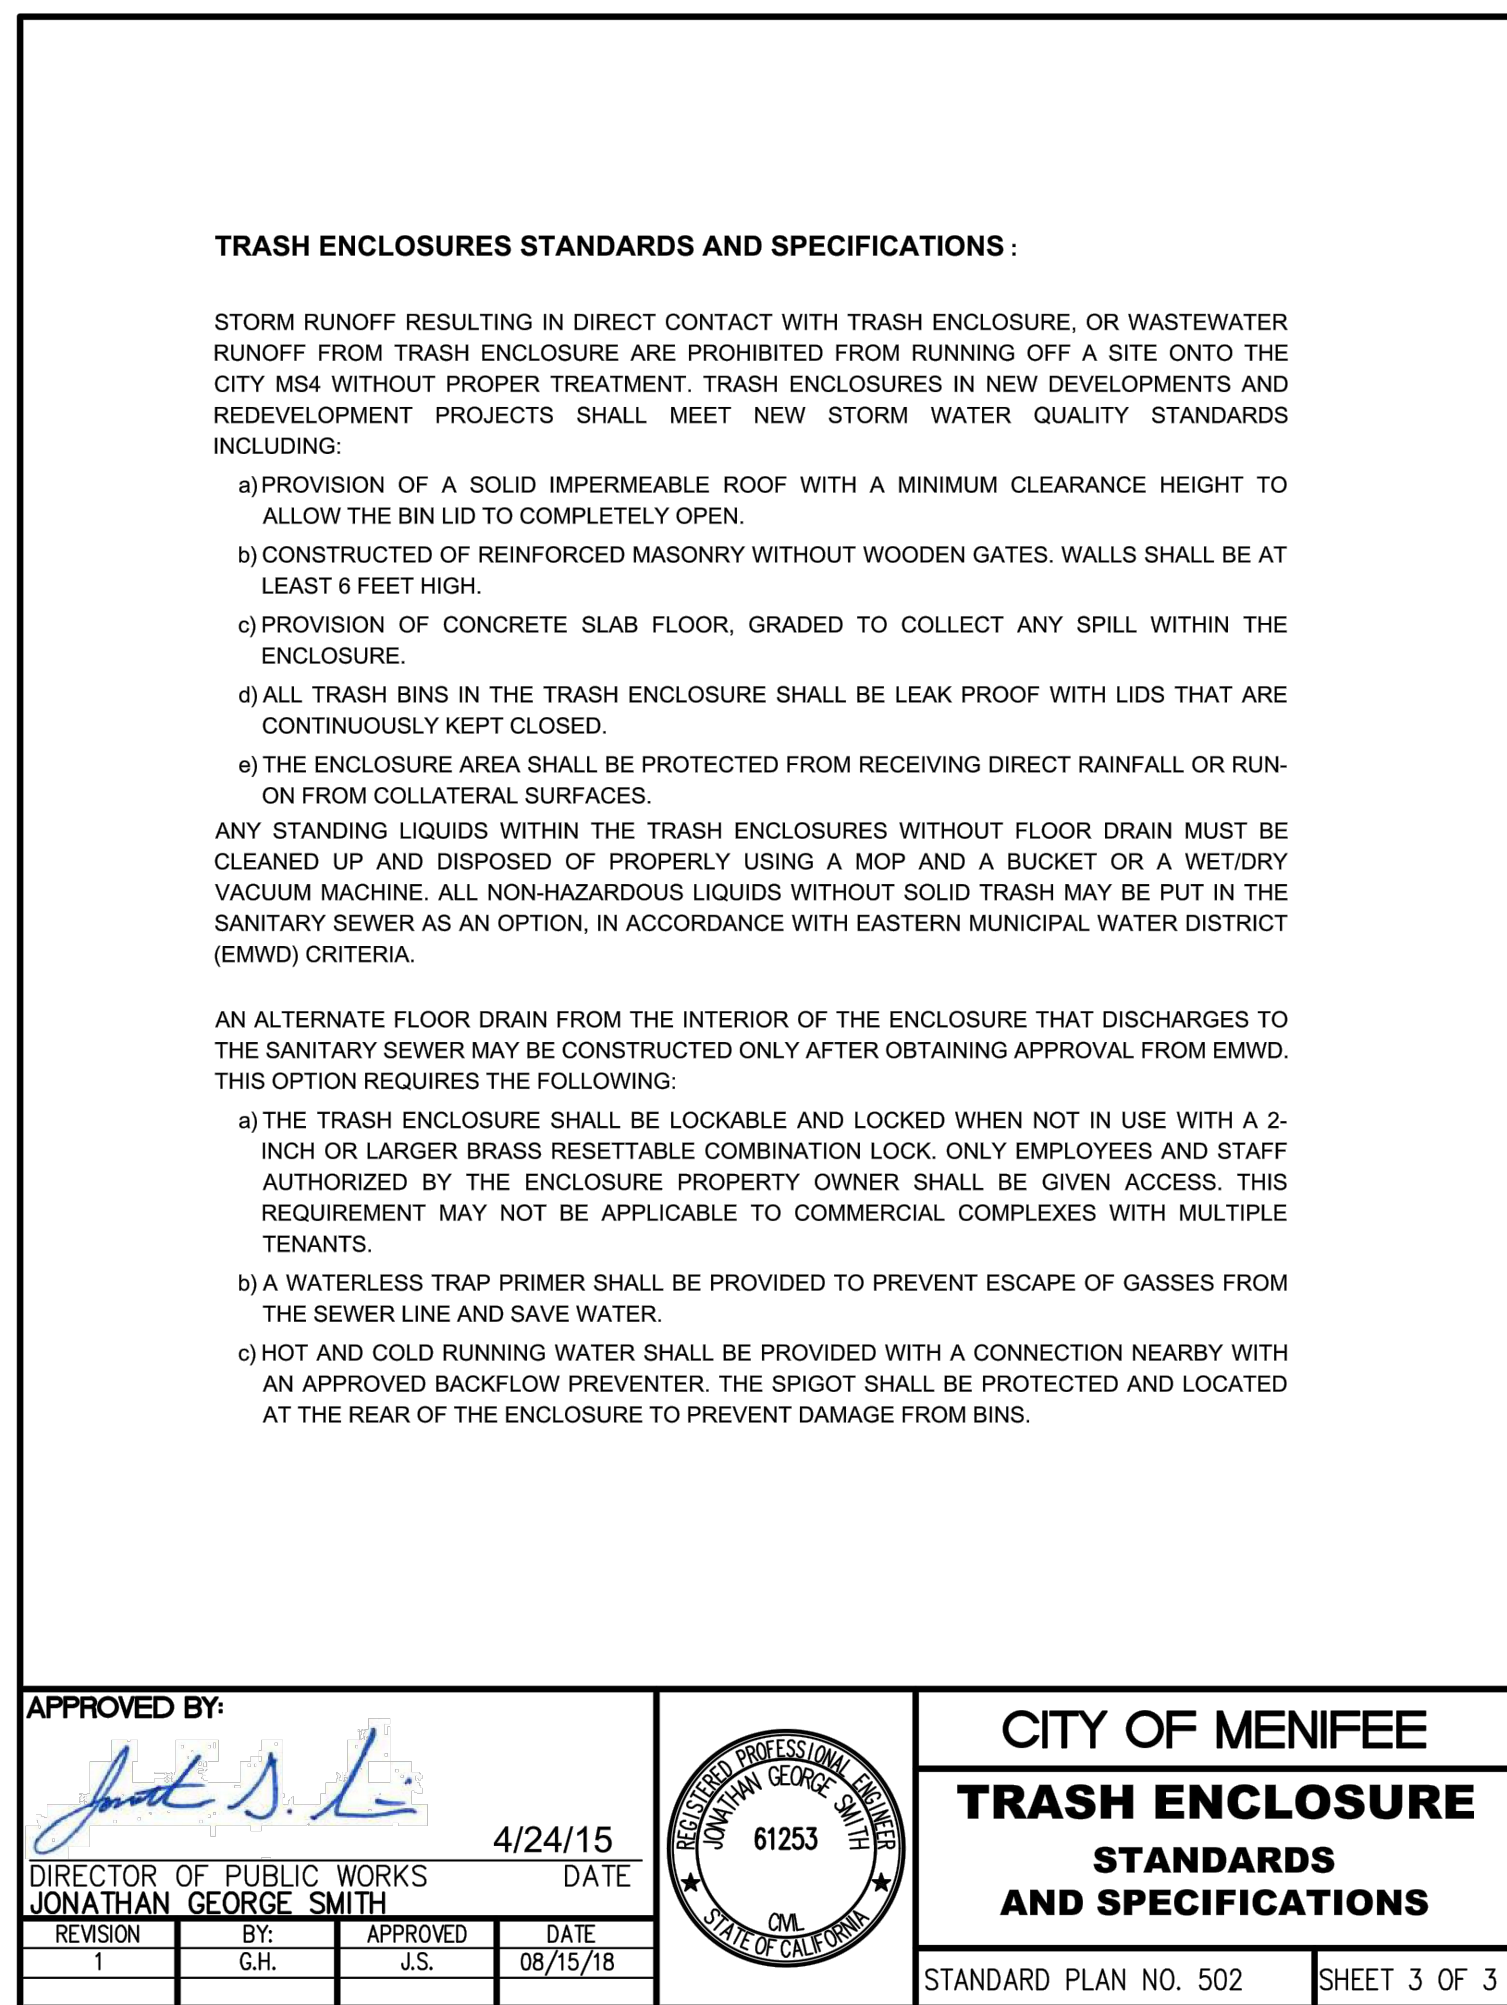 TRASH ENCLOSURES STANDARDS AND SPECIFICATIONS :
STORM RUNOFF RESULTING IN DIRECT CONTACT WITH TRASH ENCLOSURE, OR WASTEWATER
RUNOFF FROM TRASH ENCLOSURE ARE PROHIBITED FROM RUNNING OFF A SITE ONTO THE
CITY MS4 WITHOUT PROPER TREATMENT. TRASH ENCLOSURES IN NEW DEVELOPMENTS AND
REDEVELOPMENT PROJECTS SHALL MEET NEW STORM WATER QUALITY STANDARDS
INCLUDING:
a) PROVISION OF A SOLID IMPERMEABLE ROOF WITH A MINIMUM CLEARANCE HEIGHT TO
ALLOW THE BIN LID TO COMPLETELY OPEN.
b) CONSTRUCTED OF REINFORCED MASONRY WITHOUT WOODEN GATES. WALLS SHALL BE AT
LEAST 6 FEET HIGH.
c) PROVISION OF CONCRETE SLAB FLOOR, GRADED TO COLLECT ANY SPILL WITHIN THE
ENCLOSURE.
d) ALL TRASH BINS IN THE TRASH ENCLOSURE SHALL BE LEAK PROOF WITH LIDS THAT ARE
CONTINUOUSLY KEPT CLOSED.
e) THE ENCLOSURE AREA SHALL BE PROTECTED FROM RECEIVING DIRECT RAINFALL OR RUN-
ON FROM COLLATERAL SURFACES.
ANY STANDING LIQUIDS WITHIN THE TRASH ENCLOSURES WITHOUT FLOOR DRAIN MUST BE
CLEANED UP AND DISPOSED OF PROPERLY USING A MOP AND A BUCKET OR A WET/DRY
VACUUM MACHINE. ALL NON-HAZARDOUS LIQUIDS WITHOUT SOLID TRASH MAY BE PUT IN THE
SANITARY SEWER AS AN OPTION, IN ACCORDANCE WITH EASTERN MUNICIPAL WATER DISTRICT
(EMWD) CRITERIA.
AN ALTERNATE FLOOR DRAIN FROM THE INTERIOR OF THE ENCLOSURE THAT DISCHARGES TO
THE SANITARY SEWER MAY BE CONSTRUCTED ONLY AFTER OBTAINING APPROVAL FROM EMWD.
THIS OPTION REQUIRES THE FOLLOWING:
a) THE TRASH ENCLOSURE SHALL BE LOCKABLE AND LOCKED WHEN NOT IN USE WITH A 2-
INCH OR LARGER BRASS RESETTABLE COMBINATION LOCK. ONLY EMPLOYEES AND STAFF
AUTHORIZED BY THE ENCLOSURE PROPERTY OWNER SHALL BE GIVEN ACCESS. THIS
REQUIREMENT MAY NOT BE APPLICABLE TO COMMERCIAL COMPLEXES WITH MULTIPLE
TENANTS.
b) A WATERLESS TRAP PRIMER SHALL BE PROVIDED TO PREVENT ESCAPE OF GASSES FROM
THE SEWER LINE AND SAVE WATER.
c) HOT AND COLD RUNNING WATER SHALL BE PROVIDED WITH A CONNECTION NEARBY WITH
AN APPROVED BACKFLOW PREVENTER. THE SPIGOT SHALL BE PROTECTED AND LOCATED
AT THE REAR OF THE ENCLOSURE TO PREVENT DAMAGE FROM BINS.
APPROVED BY:
4/24/15
DIRECTOR OF PUBLIC WORKS DATE
JONATHAN GEORGE SMITH
REVISION BY: APPROVED DATE
1 G.H. J.S. 08/15/18
REGISTERED PROFESSIONAL ENGINEER
JONATHAN GEORGE SMITH
61253
CIVIL
STATE OF CALIFORNIA
CITY OF MENIFEE
TRASH ENCLOSURE
STANDARDS
AND SPECIFICATIONS
STANDARD PLAN NO. 502 SHEET 3 OF 3